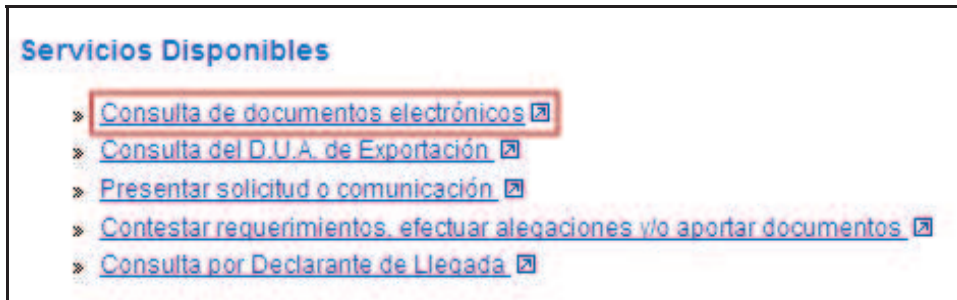 Servicios Disponibles
» Consulta de documentos electrónicos
» Consulta del D.U.A. de Exportación
» Presentar solicitud o comunicación
» Contestar requerimientos, efectuar alegaciones y/o aportar documentos
» Consulta por Declarante de Llegada